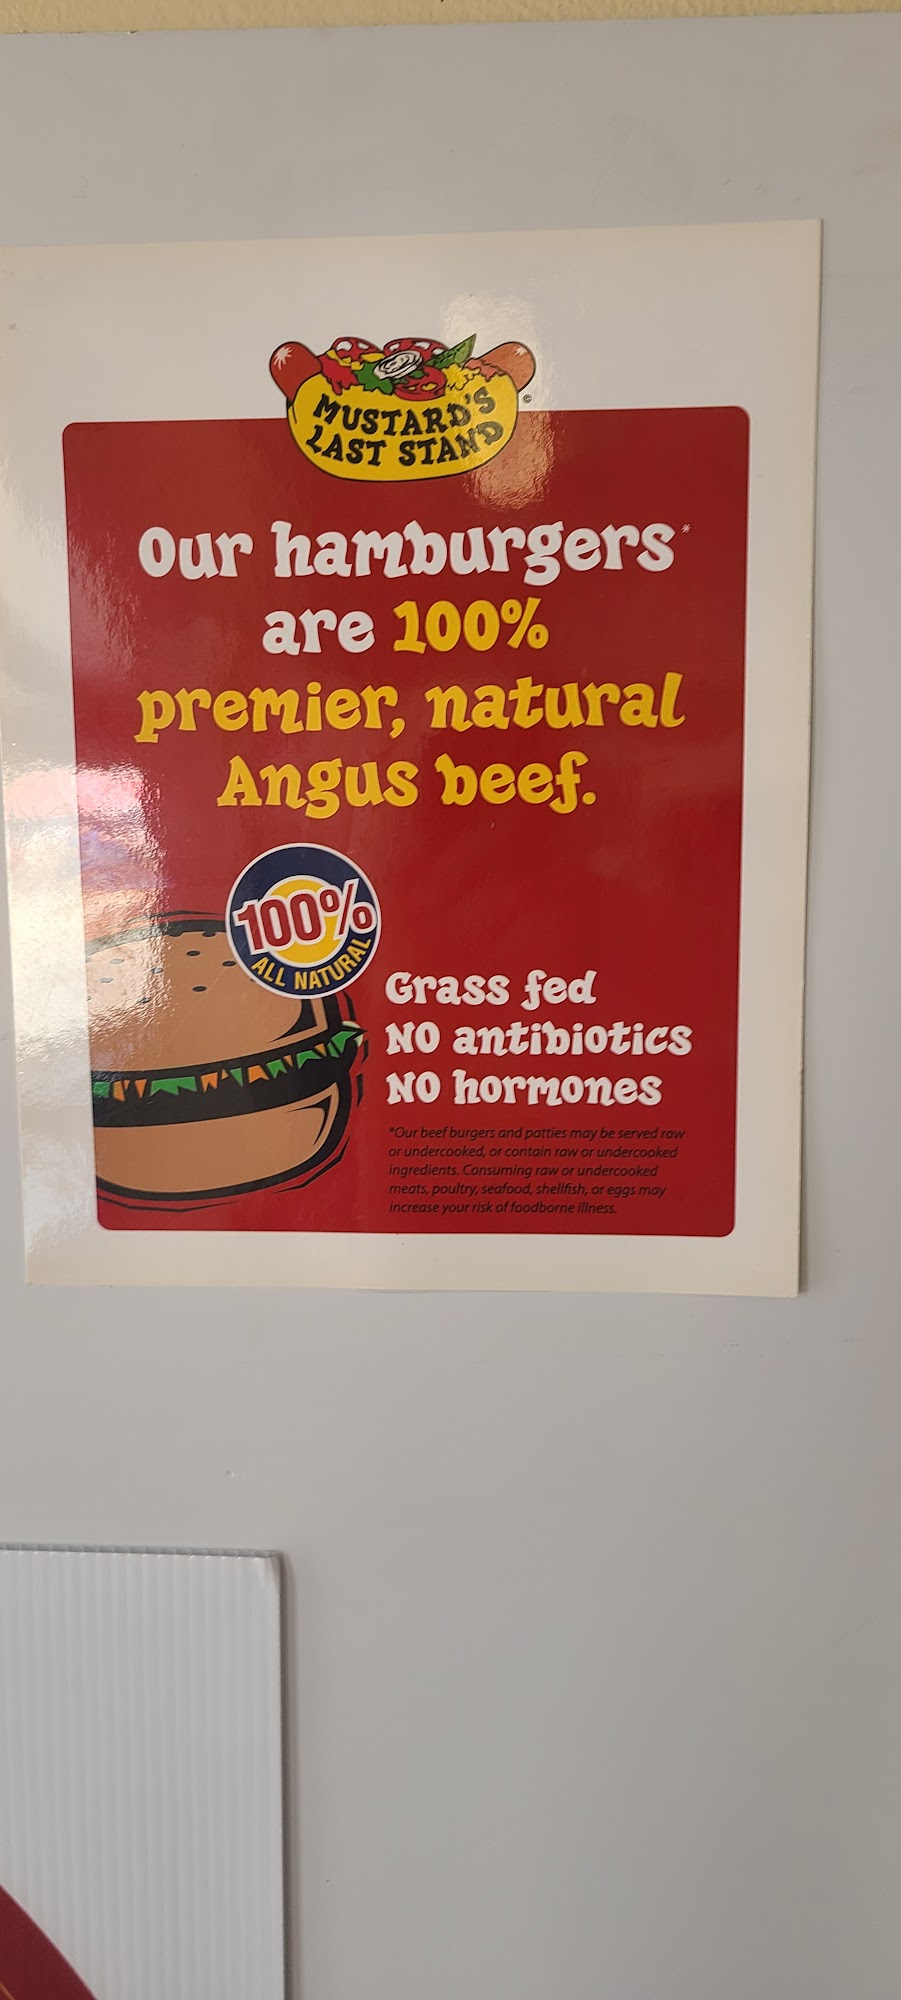 MUSTARD'S
LAST STAND
©
Our hamburgers*
are 100%
premier, natural
Angus beef.
100%
ALL NATURAL
Grass fed
NO antibiotics
NO hormones
*Our beef burgers and patties may be served raw
or undercooked, or contain raw or undercooked
ingredients. Consuming raw or undercooked
meats, poultry, seafood, shellfish, or eggs may
increase your risk of foodborne illness.